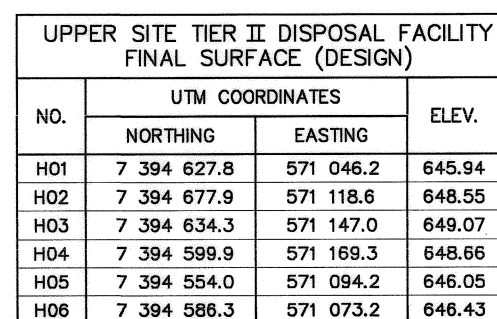 UPPER SITE TIER II DISPOSAL FACILITY
FINAL SURFACE (DESIGN)
NO. UTM COORDINATES ELEV.
NORTHING EASTING
H01 7 394 627.8 571 046.2 645.94
H02 7 394 677.9 571 118.6 648.55
H03 7 394 634.3 571 147.0 649.07
H04 7 394 599.9 571 169.3 648.66
H05 7 394 554.0 571 094.2 646.05
H06 7 394 586.3 571 073.2 646.43